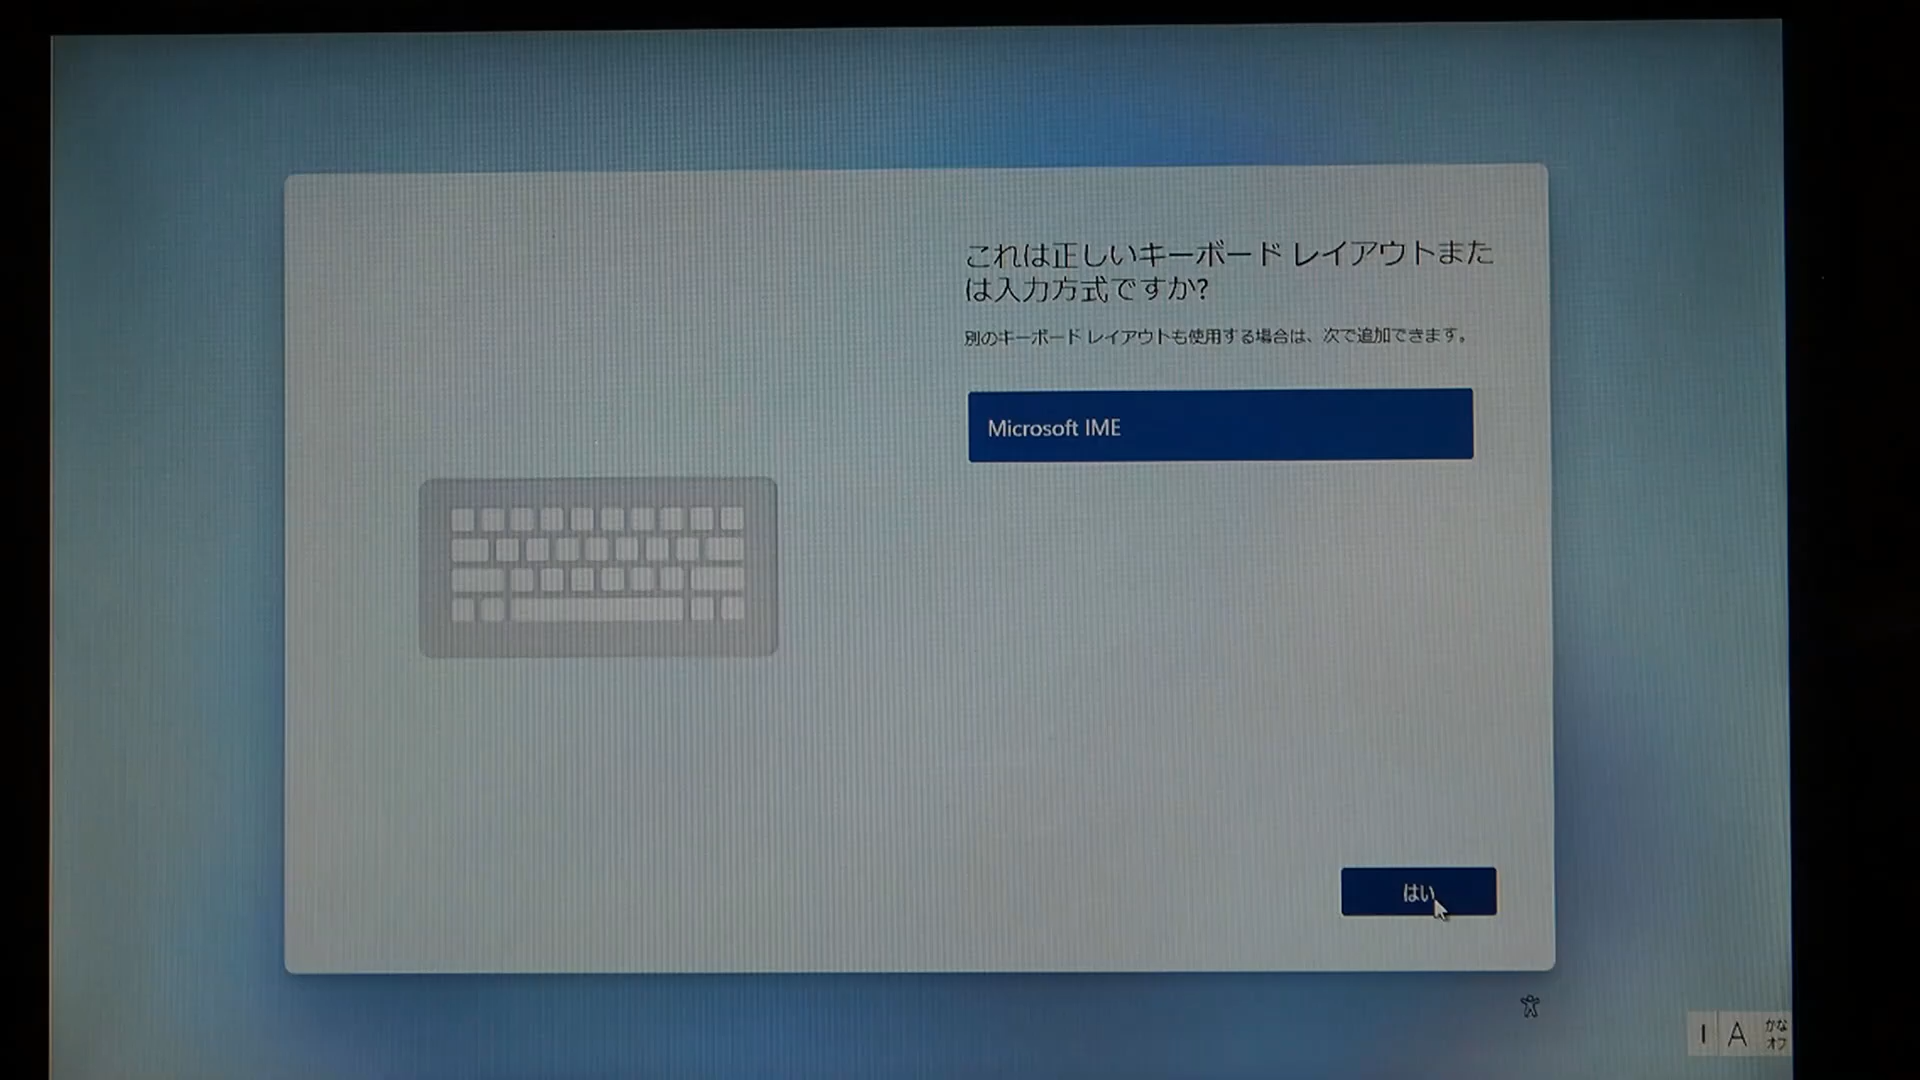 これは正しいキーボード レイアウトまた
は入力方式ですか?
別のキーボード レイアウトも使用する場合は、次で追加できます。
Microsoft IME
はい
A
かな
オフ